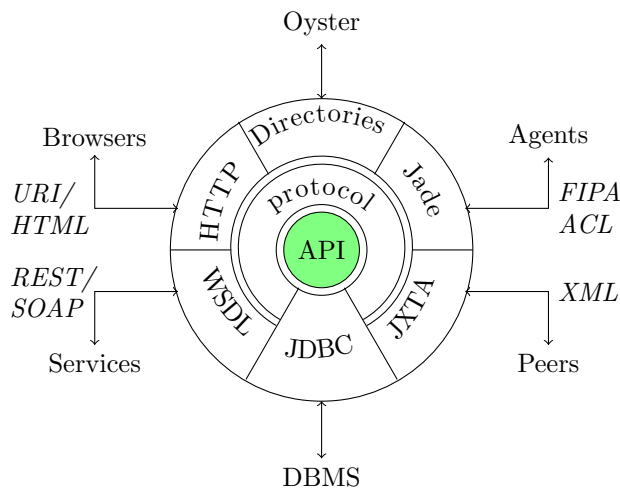 Oyster
Browsers
Agents
Directories
HTTP
Jade
URI/
HTML
FIPA
ACL
protocol
API
REST/
SOAP
WSDL
JDBC
JXTA
XML
Services
Peers
DBMS